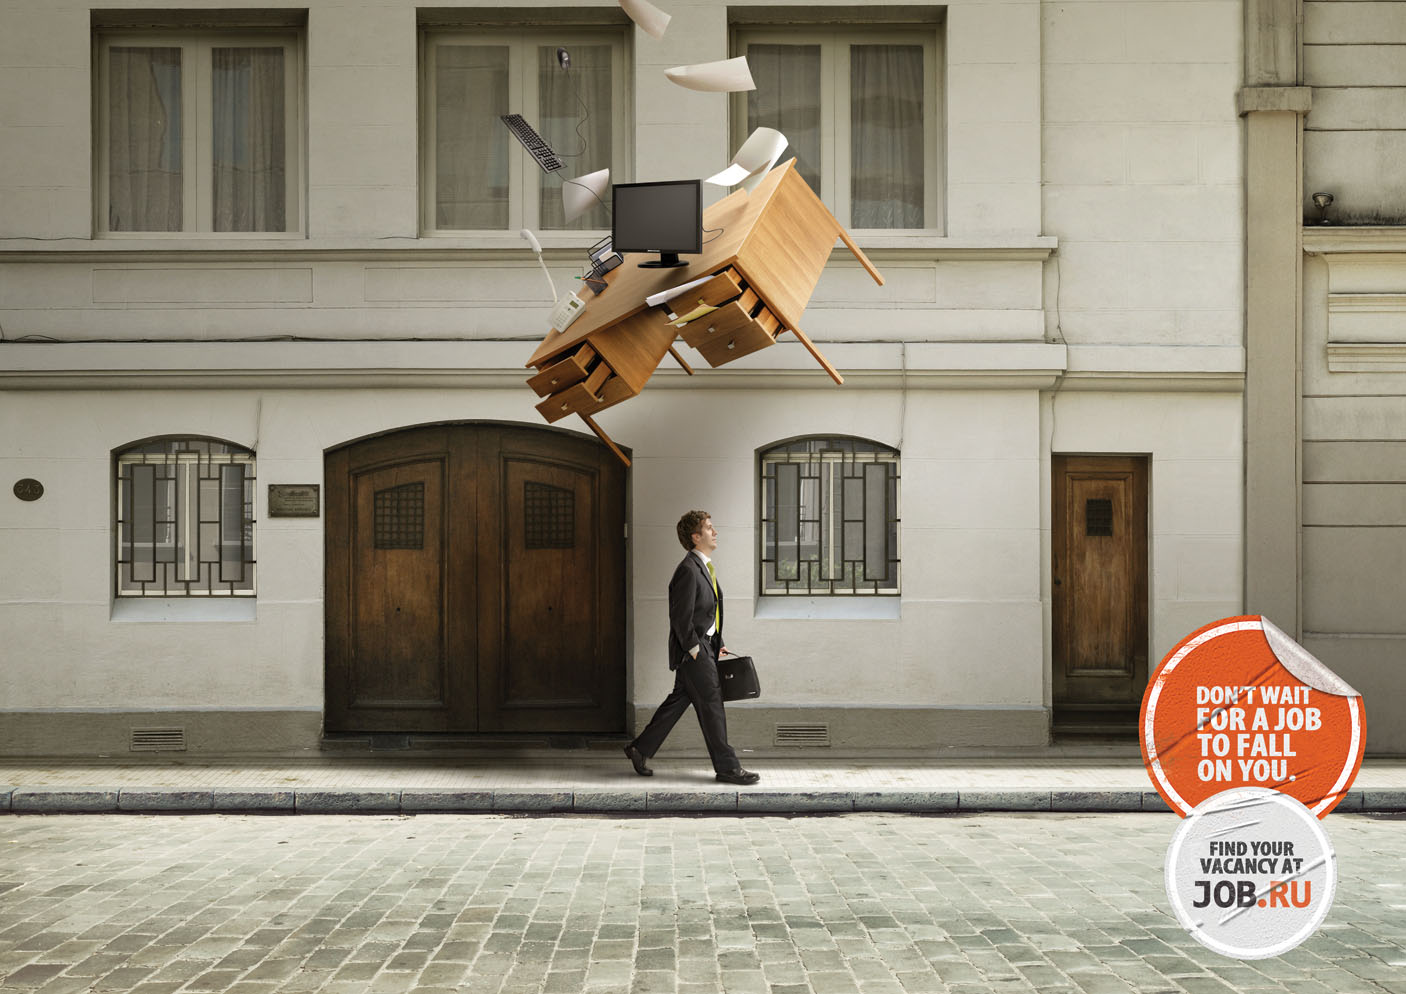 DON'T WAIT
FOR A JOB
TO FALL
ON YOU.
FIND YOUR
VACANCY AT
JOB.RU